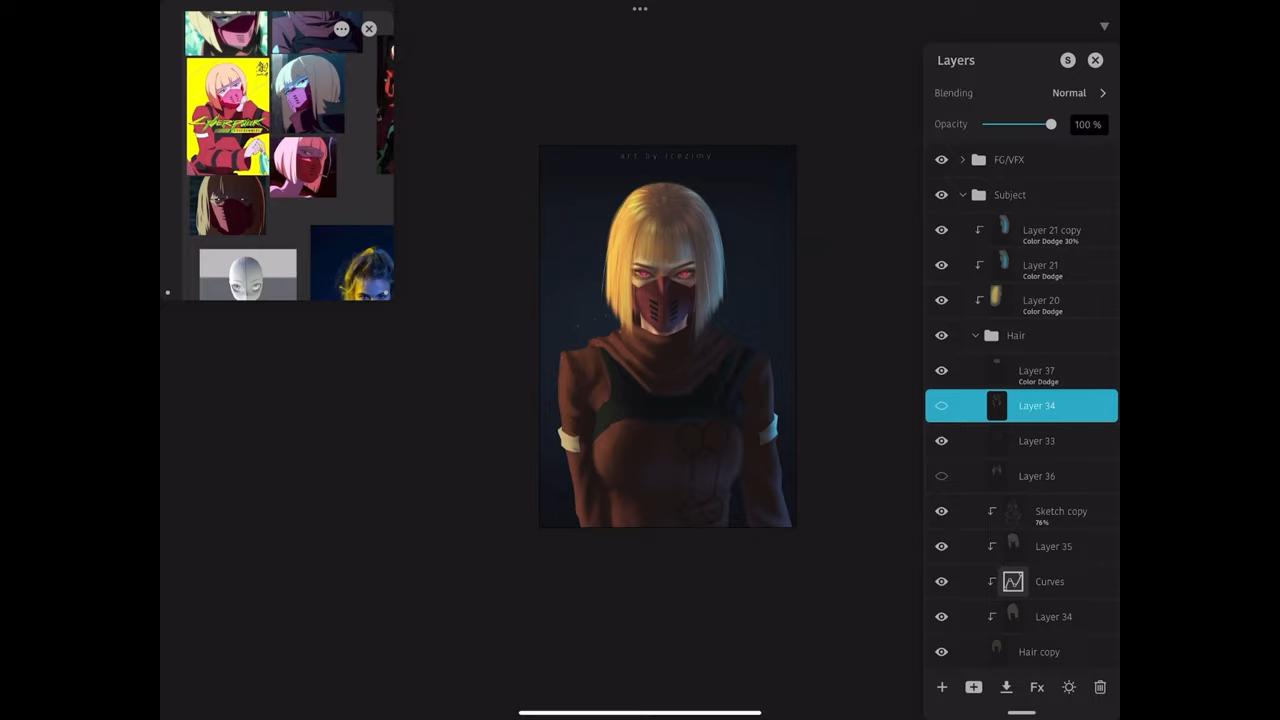 Layers
S
Blending
Normal
Opacity
100 %
FG/VFX
Subject
Layer 21 copy
Color Dodge 30%
Layer 21
Color Dodge
Layer 20
Color Dodge
Hair
Layer 37
Color Dodge
Layer 34
Layer 33
Layer 36
Sketch copy
76%
Layer 35
Curves
Layer 34
Hair copy
Fx
art by icezimy